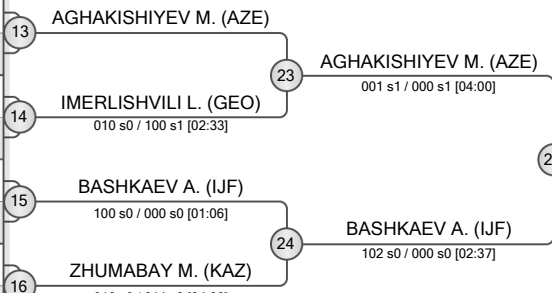 AGHAKISHIYEV M. (AZE)
13
23
AGHAKISHIYEV M. (AZE)
001 s1 / 000 s1 [04:00]
IMERLISHVILI L. (GEO)
14
010 s0 / 100 s1 [02:33]
BASHKAEV A. (IJF)
15
100 s0 / 000 s0 [01:06]
24
BASHKAEV A. (IJF)
102 s0 / 000 s0 [02:37]
ZHUMABAY M. (KAZ)
16